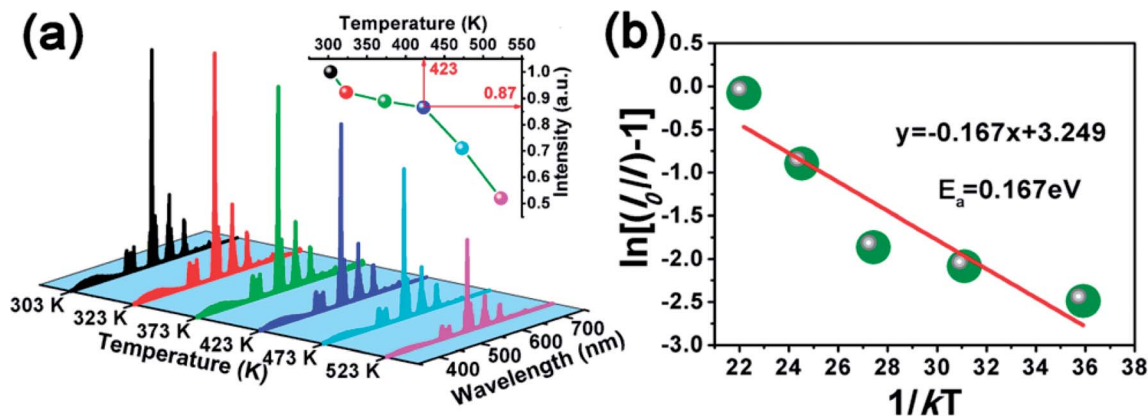 (a)
Temperature (K)
300 350 400 450 500 550
423
0.87
1.0
0.9
0.8
0.7
0.6
0.5
Intensity (a.u.)
303 K
323 K
373 K
423 K
473 K
523 K
Temperature (K)
400
500
600
700
Wavelength (nm)
(b)
0.5
0.0
-0.5
-1.0
-1.5
-2.0
-2.5
-3.0
ln[(I₀/I)-1]
y=-0.167x+3.249
Eₐ=0.167eV
22 24 26 28 30 32 34 36 38
1/kT